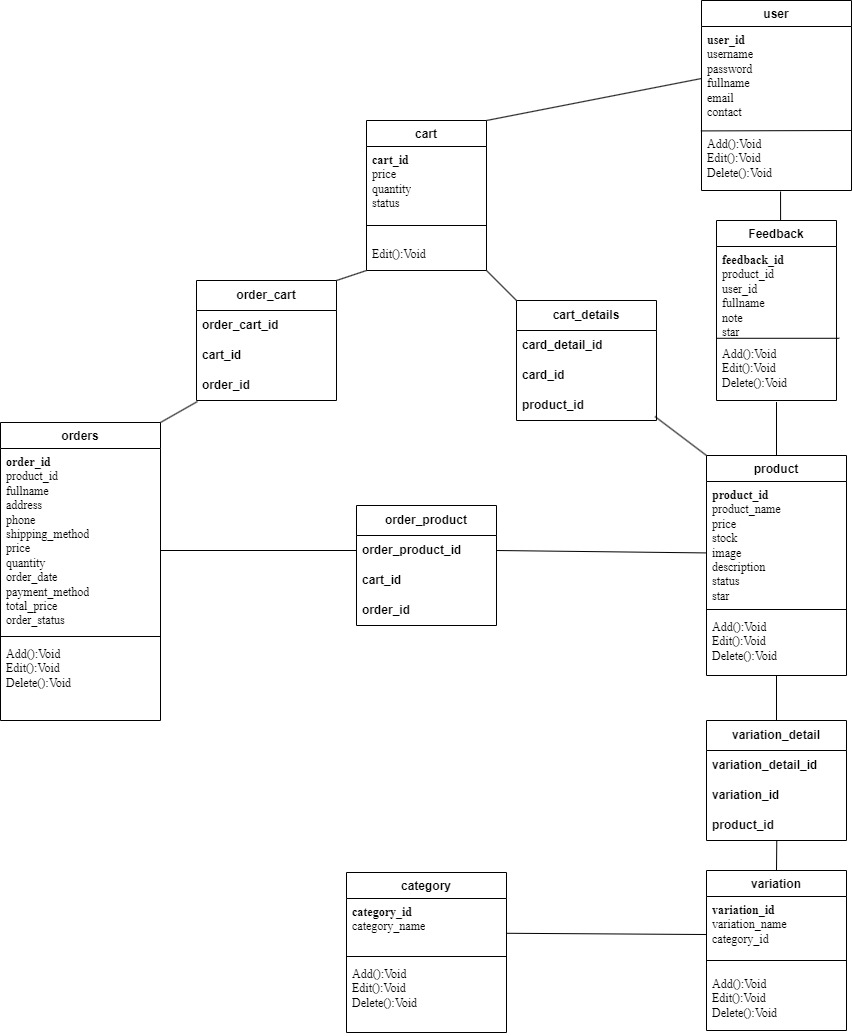 user
user_id
username
password
fullname
email
contact
Add():Void
Edit():Void
Delete():Void
cart
cart_id
price
quantity
status
Edit():Void
Feedback
feedback_id
product_id
user_id
fullname
note
star
Add():Void
Edit():Void
Delete():Void
order_cart
order_cart_id
cart_id
order_id
cart_details
card_detail_id
card_id
product_id
orders
order_id
product_id
fullname
address
phone
shipping_method
price
quantity
order_date
payment_method
total_price
order_status
Add():Void
Edit():Void
Delete():Void
order_product
order_product_id
cart_id
order_id
product
product_id
product_name
price
stock
image
description
status
star
Add():Void
Edit():Void
Delete():Void
variation_detail
variation_detail_id
variation_id
product_id
category
category_id
category_name
Add():Void
Edit():Void
Delete():Void
variation
variation_id
variation_name
category_id
Add():Void
Edit():Void
Delete():Void